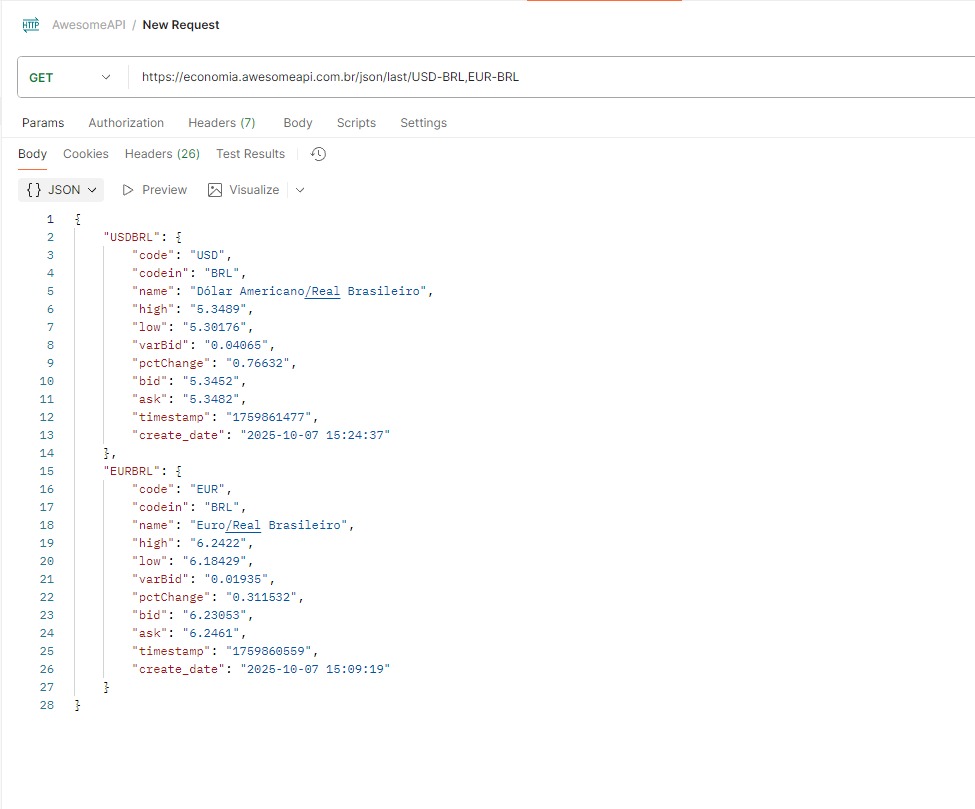 HTTP AwesomeAPI / New Request
GET https://economia.awesomeapi.com.br/json/last/USD-BRL,EUR-BRL
Params Authorization Headers (7) Body Scripts Settings
Body Cookies Headers (26) Test Results
{} JSON Preview Visualize
1 {
2 "USDBRL": {
3 "code": "USD",
4 "codein": "BRL",
5 "name": "Dólar Americano/Real Brasileiro",
6 "high": "5.3489",
7 "low": "5.30176",
8 "varBid": "0.04065",
9 "pctChange": "0.76632",
10 "bid": "5.3452",
11 "ask": "5.3482",
12 "timestamp": "1759861477",
13 "create_date": "2025-10-07 15:24:37"
14 },
15 "EURBRL": {
16 "code": "EUR",
17 "codein": "BRL",
18 "name": "Euro/Real Brasileiro",
19 "high": "6.2422",
20 "low": "6.18429",
21 "varBid": "0.01935",
22 "pctChange": "0.311532",
23 "bid": "6.23053",
24 "ask": "6.2461",
25 "timestamp": "1759860559",
26 "create_date": "2025-10-07 15:09:19"
27 }
28 }